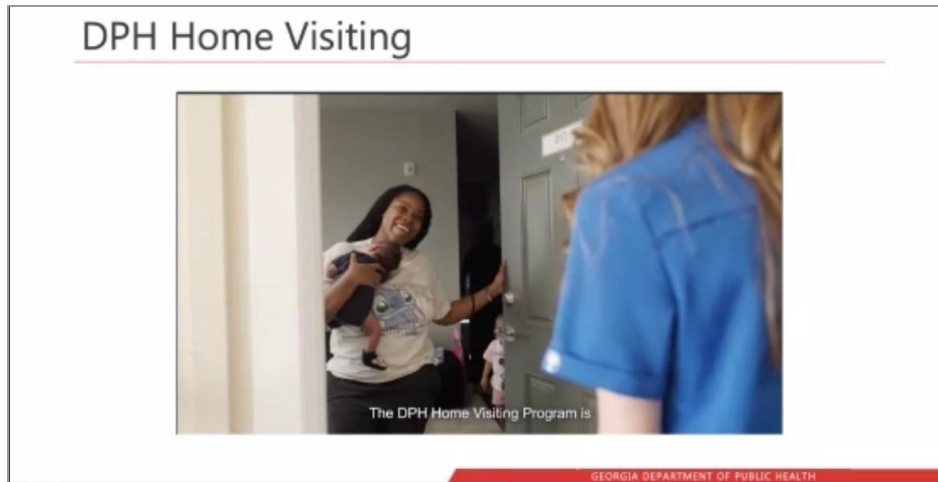 DPH Home Visiting
The DPH Home Visiting Program is
GEORGIA DEPARTMENT OF PUBLIC HEALTH